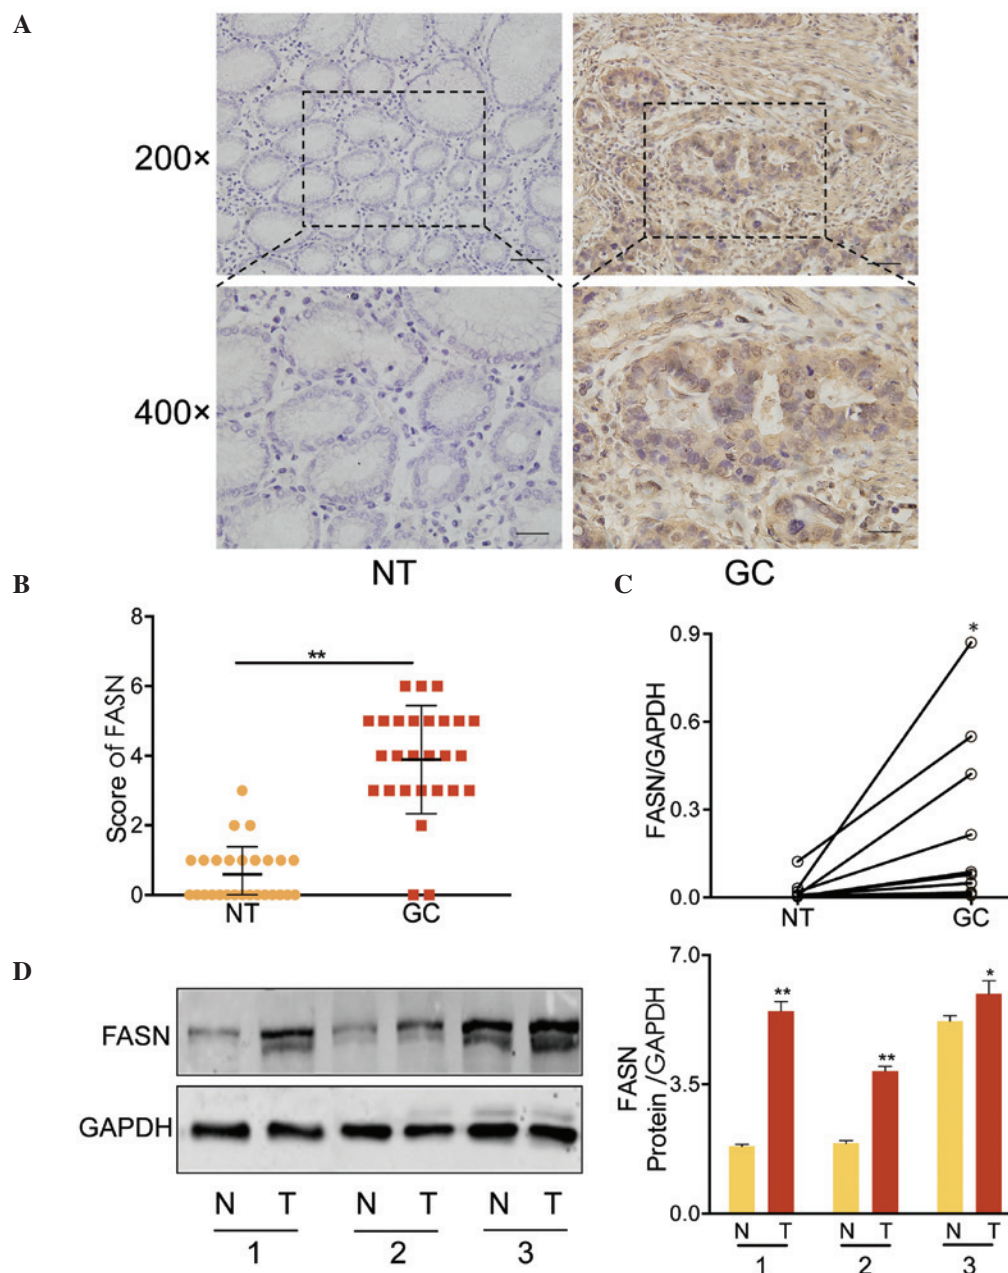 A
200×
400×
NT
GC
B
Score of FASN
8
6
4
2
0
**
NT
GC
C
FASN/GAPDH
0.9
0.6
0.3
0.0
*
NT
GC
D
FASN
GAPDH
N T N T N T
1 2 3
FASN
Protein /GAPDH
7.0
3.5
0.0
** ** *
N T N T N T
1 2 3